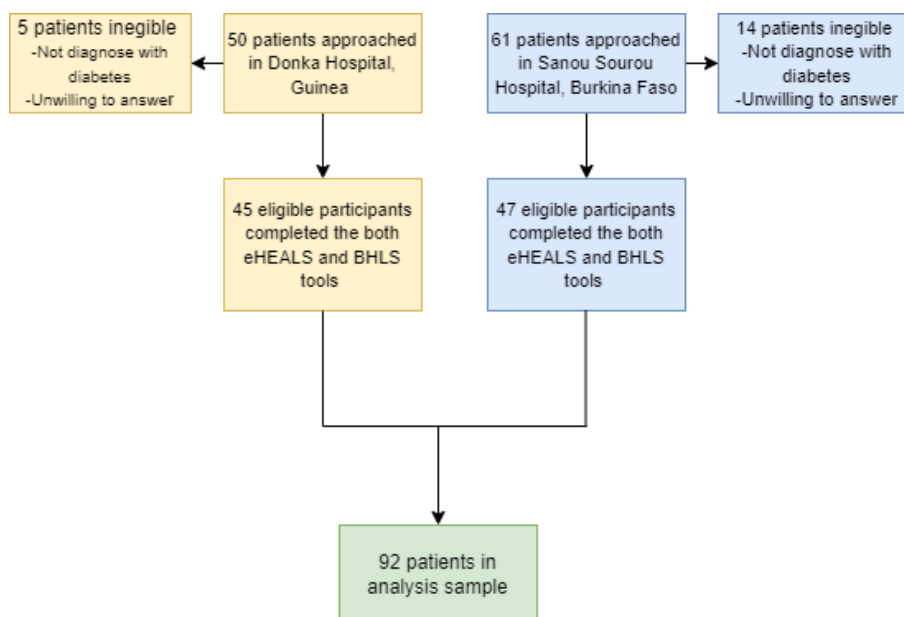 5 patients inegible
-Not diagnose with
diabetes
-Unwilling to answer
50 patients approached
in Donka Hospital,
Guinea
61 patients approached
in Sanou Sourou
Hospital, Burkina Faso
14 patients inegible
-Not diagnose with
diabetes
-Unwilling to answer
45 eligible participants
completed the both
eHEALS and BHLS
tools
47 eligible participants
completed the both
eHEALS and BHLS
tools
92 patients in
analysis sample